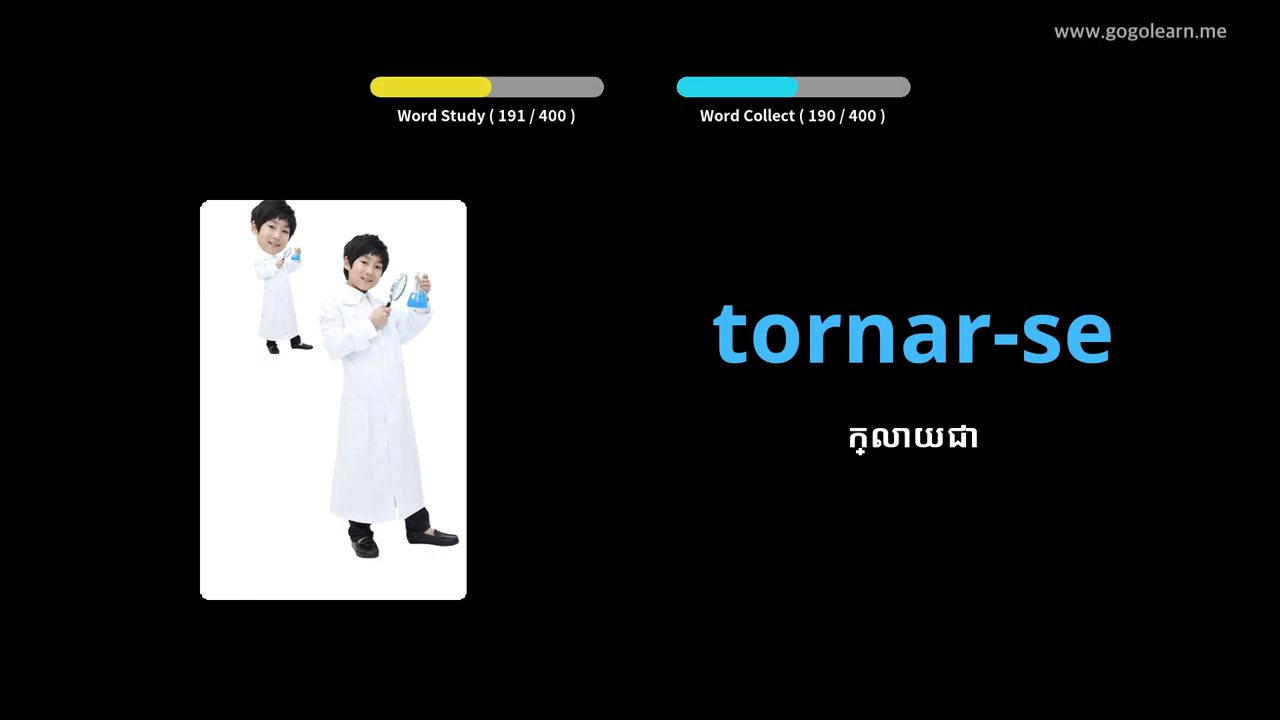 www.gogolearn.me
Word Study ( 191 / 400 )
Word Collect ( 190 / 400 )
tornar-se
ក្លាយជា